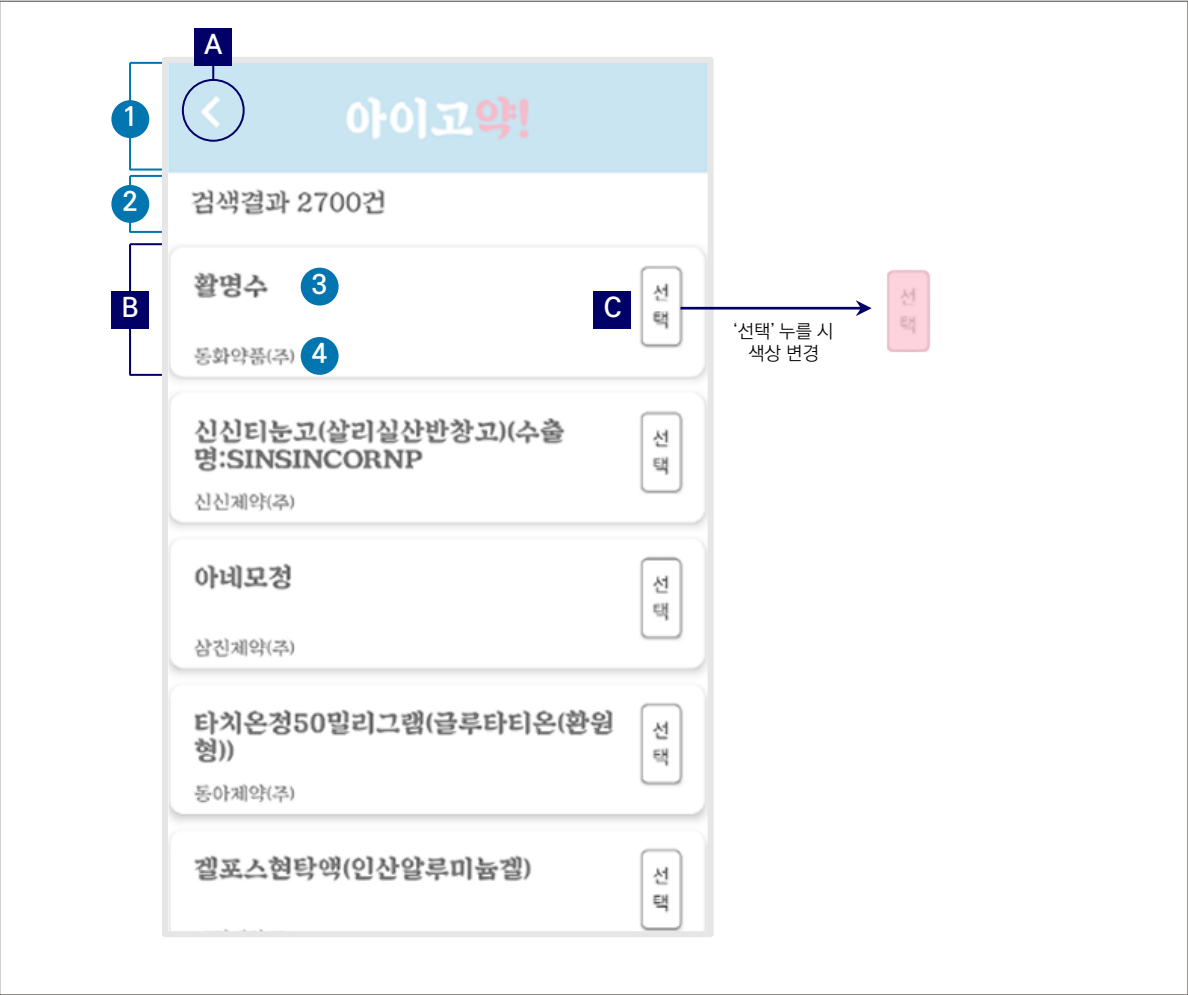 A
1
아이고약!
2
검색결과 2700건
B
활명수
3
C
선
택
선
택
동화약품(주)
4
‘선택’ 누를 시
색상 변경
신신티눈고(살리실산반창고)(수출
명:SINSINCORNP
신신제약(주)
선
택
아네모정
삼진제약(주)
선
택
타치온정50밀리그램(글루타티온(환원
형))
동아제약(주)
선
택
겔포스현탁액(인산알루미늄겔)
선
택